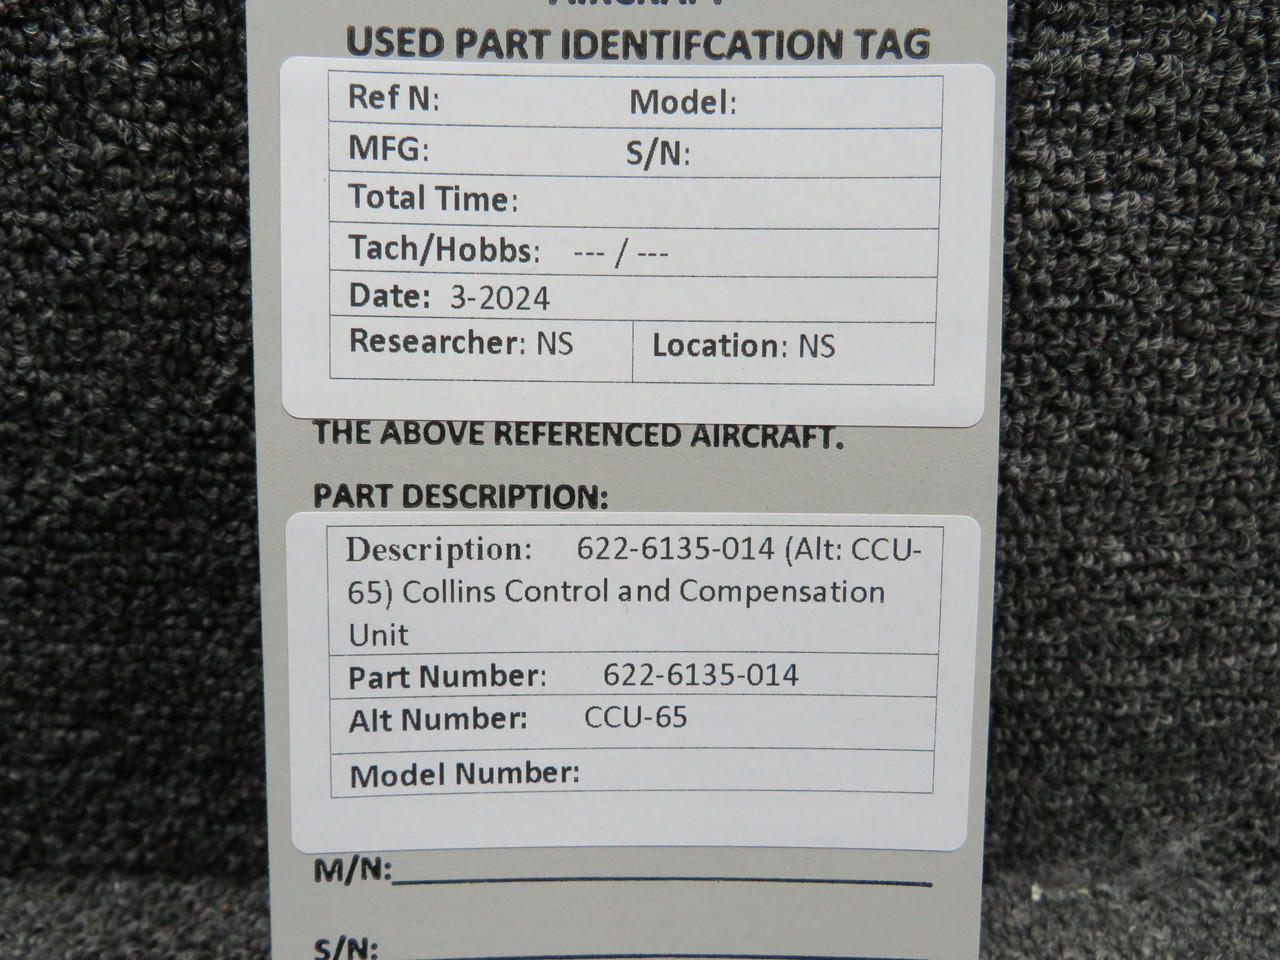 AIRCRAFT
USED PART IDENTIFCATION TAG
Ref N: Model:
MFG: S/N:
Total Time:
Tach/Hobbs: --- / ---
Date: 3-2024
Researcher: NS Location: NS
THE ABOVE REFERENCED AIRCRAFT.
PART DESCRIPTION:
Description: 622-6135-014 (Alt: CCU-
65) Collins Control and Compensation
Unit
Part Number: 622-6135-014
Alt Number: CCU-65
Model Number:
M/N:
S/N: